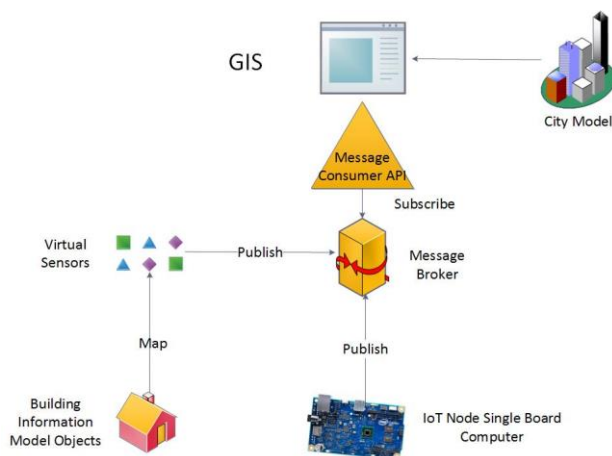 GIS
City Model
Message
Consumer API
Subscribe
Virtual
Sensors
Publish
Message
Broker
Map
Publish
Building
Information
Model Objects
IoT Node Single Board
Computer